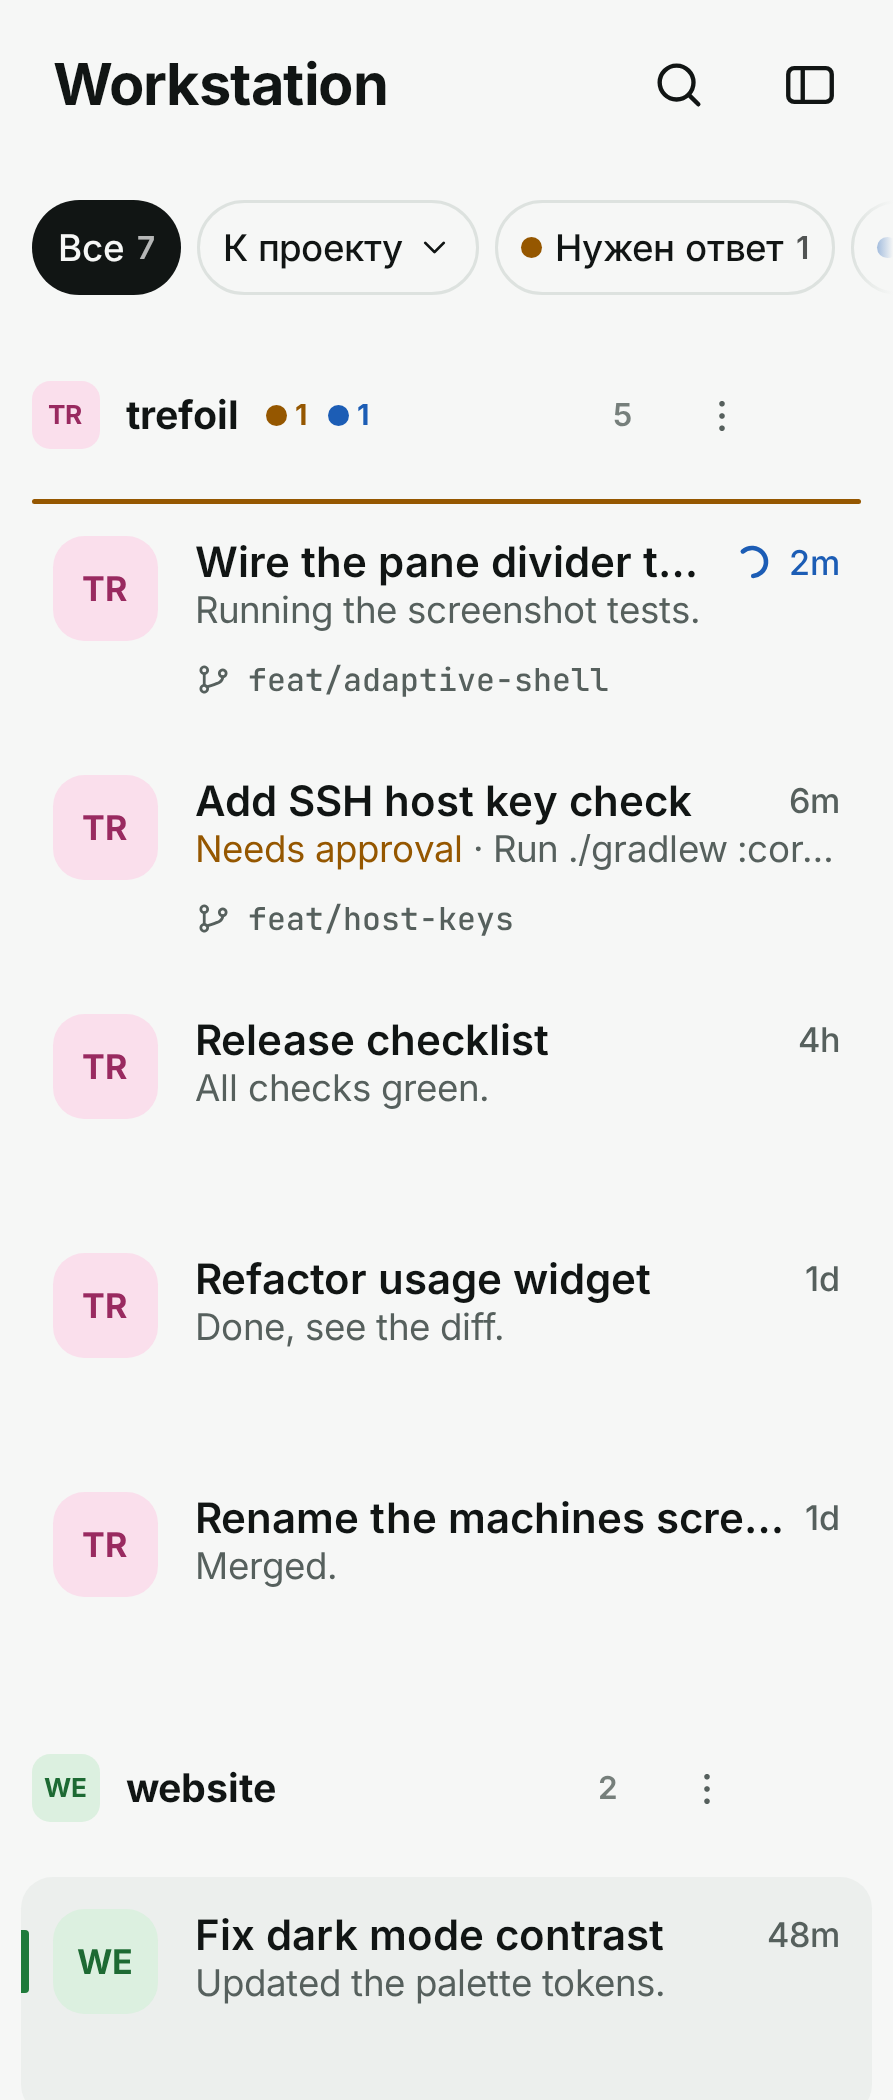 Workstation
Все 7 К проекту Нужен ответ 1
TR trefoil 1 1 5
TR Wire the pane divider t... 2m
Running the screenshot tests.
feat/adaptive-shell
TR Add SSH host key check 6m
Needs approval · Run ./gradlew :cor...
feat/host-keys
TR Release checklist 4h
All checks green.
TR Refactor usage widget 1d
Done, see the diff.
TR Rename the machines scre... 1d
Merged.
WE website 2
WE Fix dark mode contrast 48m
Updated the palette tokens.